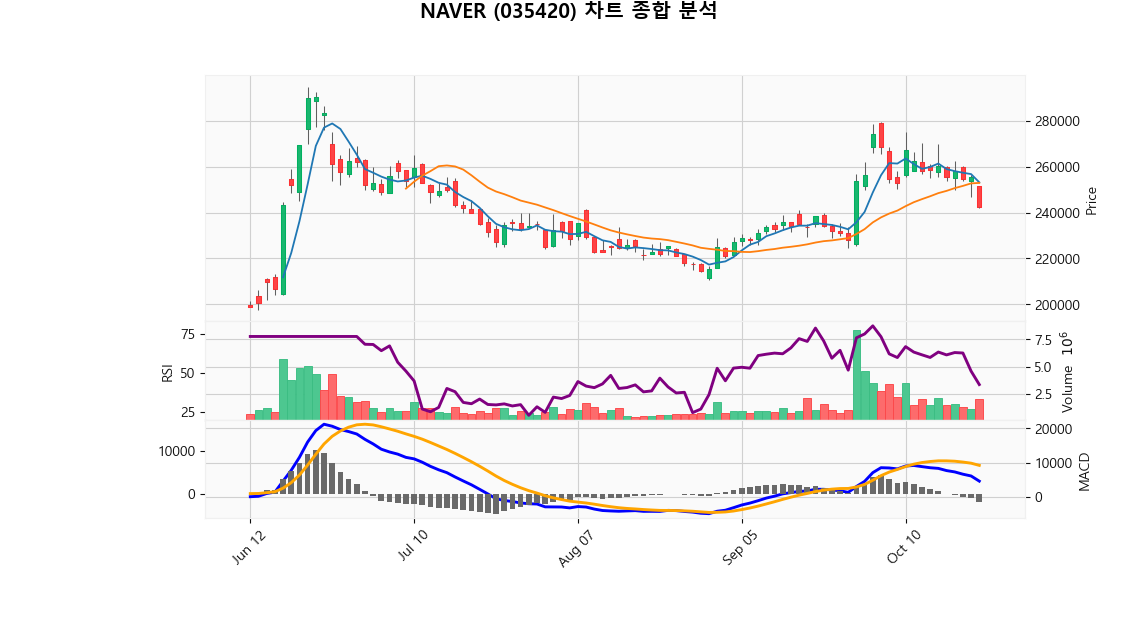 NAVER (035420) 차트 종합 분석
280000
260000
240000
220000
200000
Price
75
50
25
RSI
7.5
5.0
2.5
Volume 10^6
10000
0
20000
10000
0
MACD
Jun 12
Jul 10
Aug 07
Sep 05
Oct 10